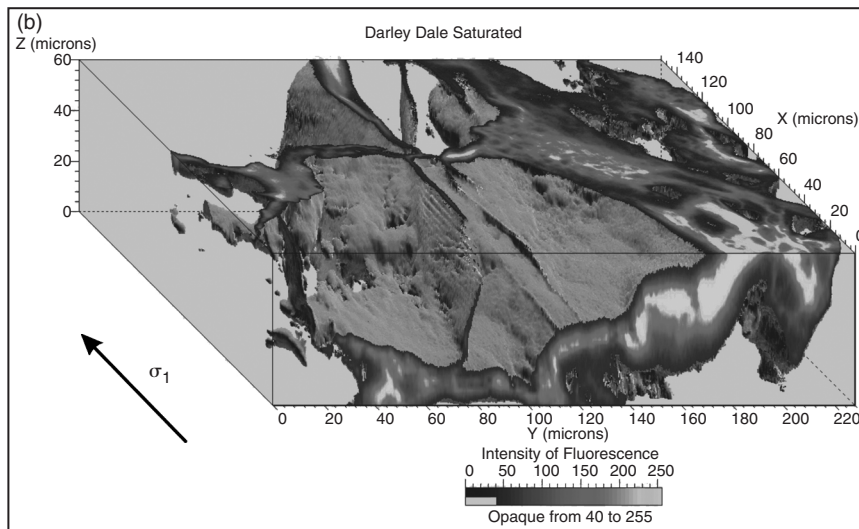 (b)
Darley Dale Saturated
Z (microns)
60
40
20
0
140
120
100
80
60
40
20
0
X (microns)
σ1
0 20 40 60 80 100 120 140 160 180 200 220
Y (microns)
Intensity of Fluorescence
0 50 100 150 200 250
Opaque from 40 to 255